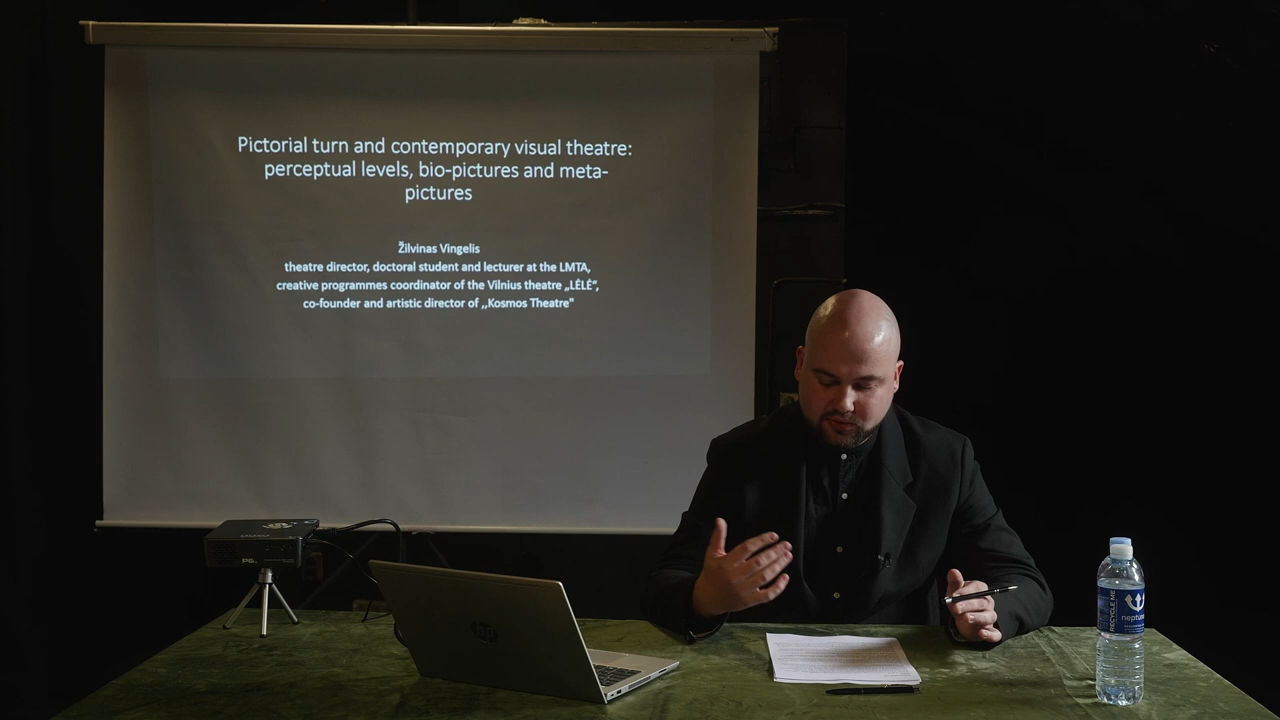 Pictorial turn and contemporary visual theatre:
perceptual levels, bio-pictures and meta-
pictures
Žilvinas Vingelis
theatre director, doctoral student and lecturer at the LMTA,
creative programmes coordinator of the Vilnius theatre „LĖLĖ“,
co-founder and artistic director of ,,Kosmos Theatre"
hp
RECYCLE ME
neptūnas